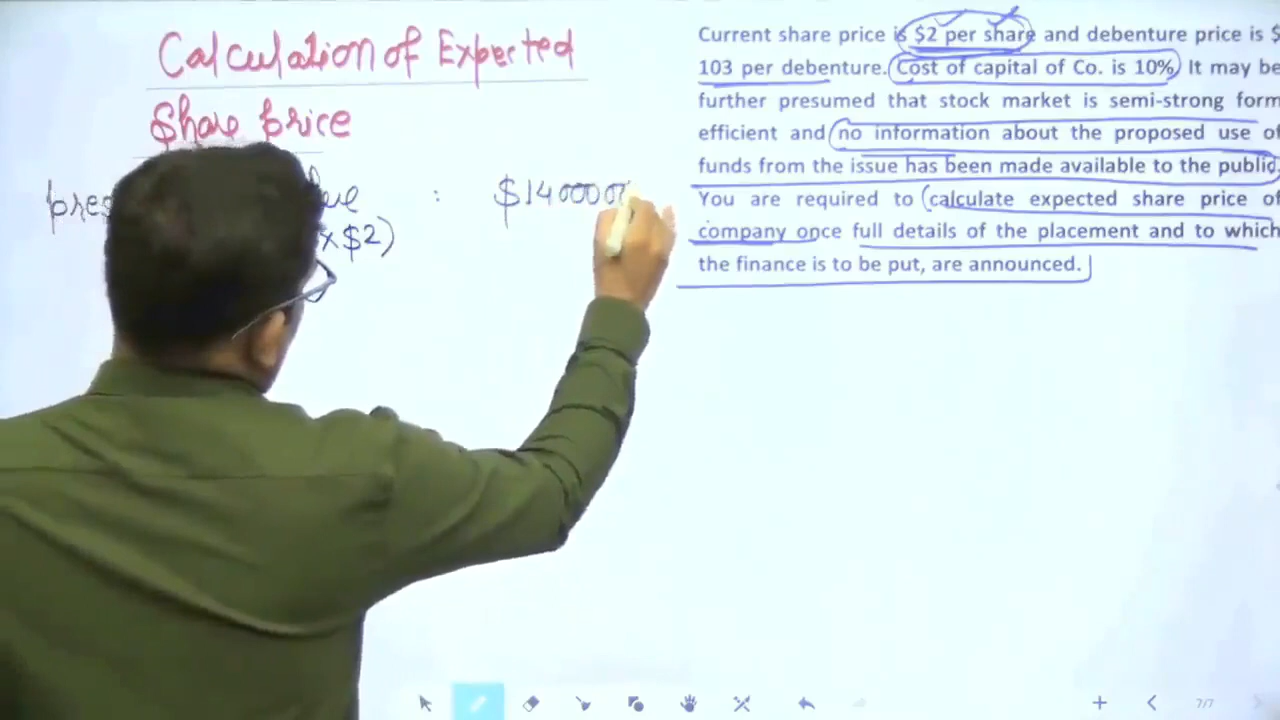 Calculation of Expected
Share price
: $140000
x $2)
Current share price is $2 per share and debenture price is $
103 per debenture. Cost of capital of Co. is 10%. It may be
further presumed that stock market is semi-strong form
efficient and no information about the proposed use of
funds from the issue has been made available to the public.
You are required to calculate expected share price of
company once full details of the placement and to which
the finance is to be put, are announced.
7/7